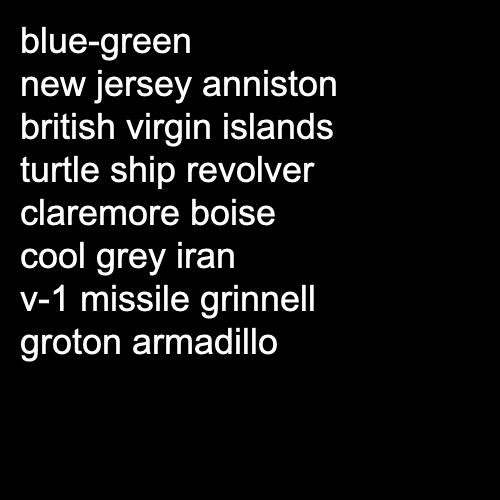 blue-green
new jersey anniston
british virgin islands
turtle ship revolver
claremore boise
cool grey iran
v-1 missile grinnell
groton armadillo